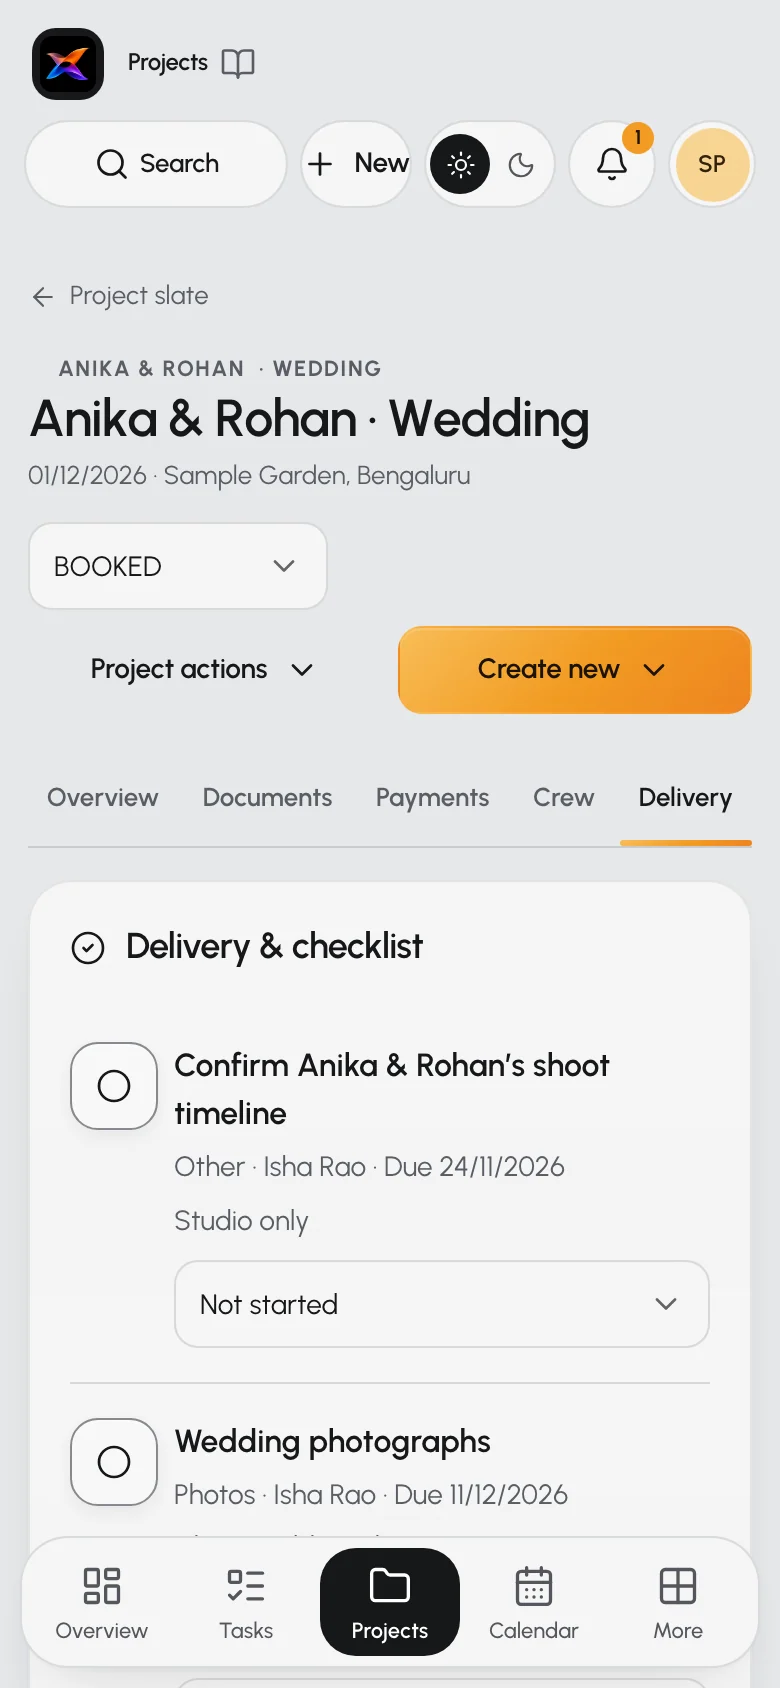 Projects
Search
New
1
SP
Project slate
ANIKA & ROHAN · WEDDING
Anika & Rohan · Wedding
01/12/2026 · Sample Garden, Bengaluru
BOOKED
Project actions
Create new
Overview Documents Payments Crew Delivery
Delivery & checklist
Confirm Anika & Rohan’s shoot
timeline
Other · Isha Rao · Due 24/11/2026
Studio only
Not started
Wedding photographs
Photos · Isha Rao · Due 11/12/2026
Overview Tasks Projects Calendar More